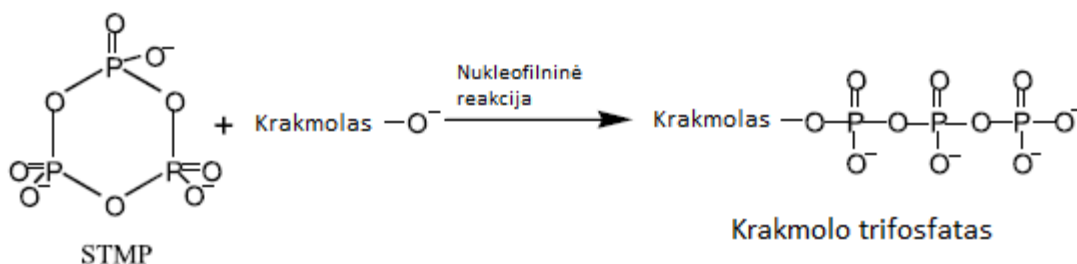 O
O⁻
P
O
O
Nukleofilninė
reakcija
+
Krakmolas
O⁻
Krakmolas
O
O
O
O
P
O
P
O
P
O⁻
O⁻
O⁻
O⁻
O
P
O⁻
P
O
O⁻
O
STMP
Krakmolo trifosfatas